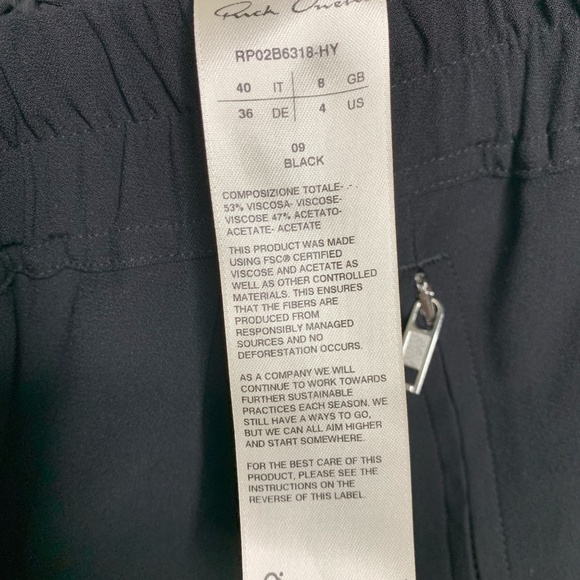 Rick Owens
RP02B6318-HY
40 IT 8 GB
36 DE 4 US
09
BLACK
COMPOSIZIONE TOTALE- -
53% VISCOSA- VISCOSE-
VISCOSE 47% ACETATO-
ACETATE- ACETATE
THIS PRODUCT WAS MADE
USING FSC® CERTIFIED
VISCOSE AND ACETATE AS
WELL AS OTHER CONTROLLED
MATERIALS. THIS ENSURES
THAT THE FIBERS ARE
PRODUCED FROM
RESPONSIBLY MANAGED
SOURCES AND NO
DEFORESTATION OCCURS.
AS A COMPANY WE WILL
CONTINUE TO WORK TOWARDS
FURTHER SUSTAINABLE
PRACTICES EACH SEASON. WE
STILL HAVE A WAYS TO GO,
BUT WE CAN ALL AIM HIGHER
AND START SOMEWHERE.
FOR THE BEST CARE OF THIS
PRODUCT, PLEASE SEE THE
INSTRUCTIONS ON THE
REVERSE OF THIS LABEL.